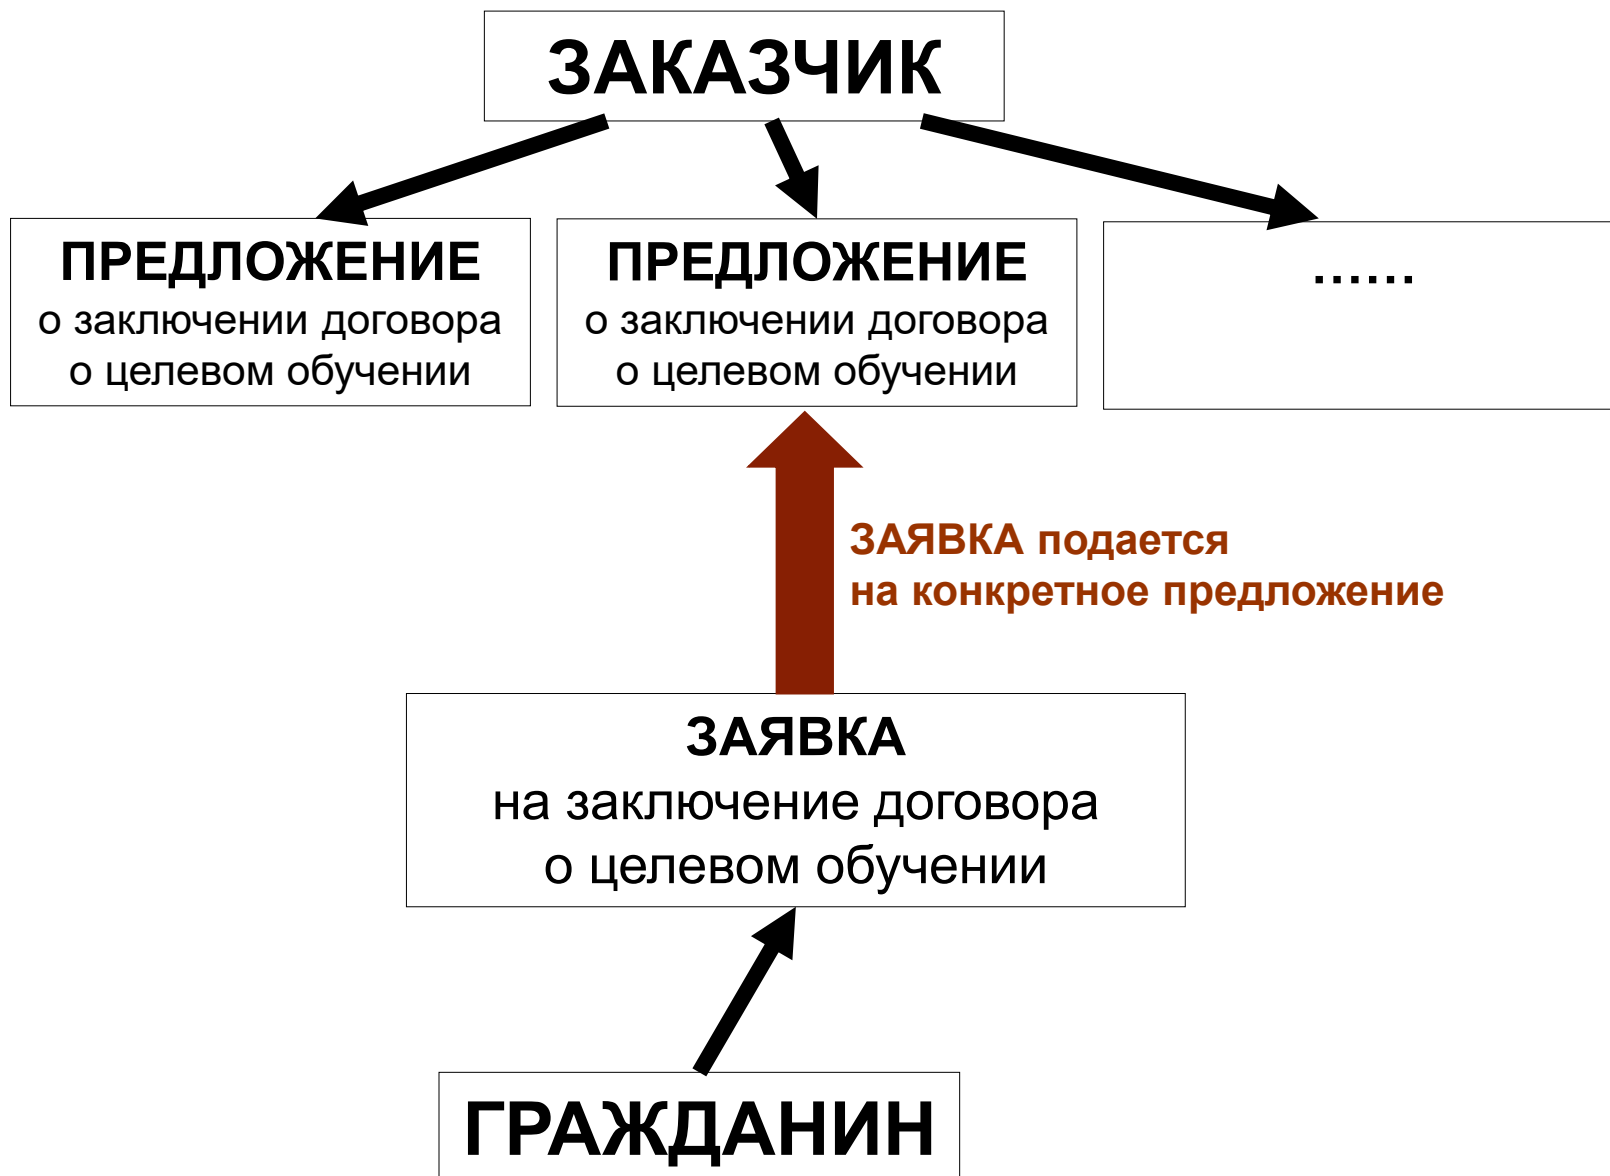 ЗАКАЗЧИК
ПРЕДЛОЖЕНИЕ
о заключении договора
о целевом обучении
ПРЕДЛОЖЕНИЕ
о заключении договора
о целевом обучении
......
ЗАЯВКА подается
на конкретное предложение
ЗАЯВКА
на заключение договора
о целевом обучении
ГРАЖДАНИН